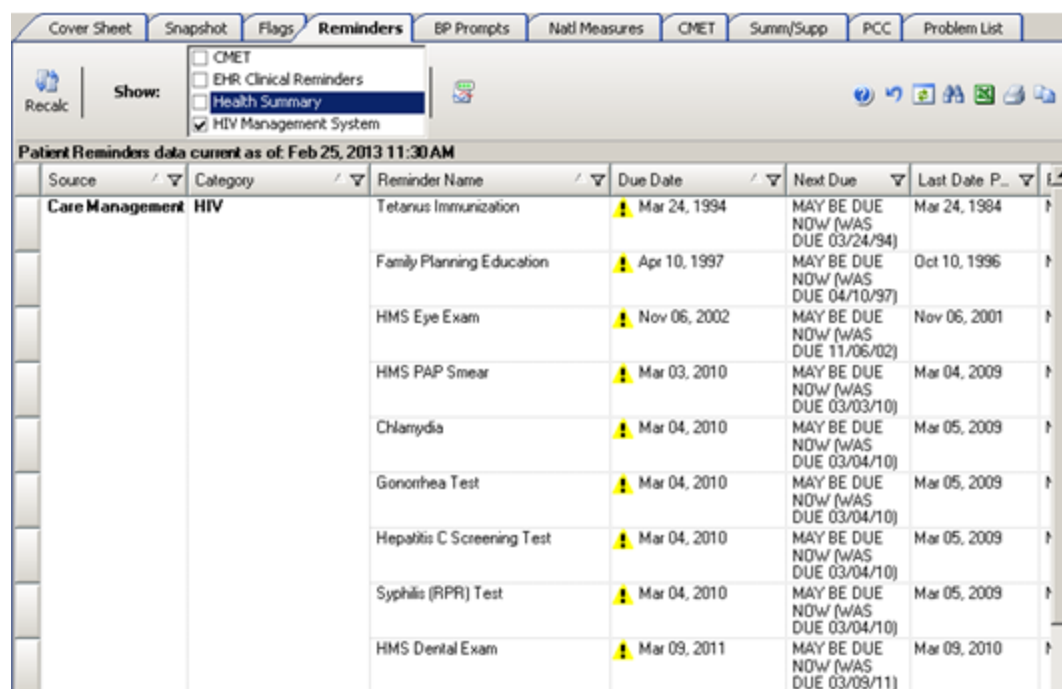 Cover Sheet Snapshot Flags Reminders BP Prompts Natl Measures CMET Summ/Supp PCC Problem List
Recalc
Show:
CMET
EHR Clinical Reminders
Health Summary
HIV Management System
Patient Reminders data current as of: Feb 25, 2013 11:30 AM
Source Category Reminder Name Due Date Next Due Last Date P...
Care Management HIV Tetanus Immunization Mar 24, 1994 MAY BE DUE Mar 24, 1984
NOW (WAS
DUE 03/24/94)
Family Planning Education Apr 10, 1997 MAY BE DUE Oct 10, 1996
NOW (WAS
DUE 04/10/97)
HMS Eye Exam Nov 06, 2002 MAY BE DUE Nov 06, 2001
NOW (WAS
DUE 11/06/02)
HMS PAP Smear Mar 03, 2010 MAY BE DUE Mar 04, 2009
NOW (WAS
DUE 03/03/10)
Chlamydia Mar 04, 2010 MAY BE DUE Mar 05, 2009
NOW (WAS
DUE 03/04/10)
Gonorrhea Test Mar 04, 2010 MAY BE DUE Mar 05, 2009
NOW (WAS
DUE 03/04/10)
Hepatitis C Screening Test Mar 04, 2010 MAY BE DUE Mar 05, 2009
NOW (WAS
DUE 03/04/10)
Syphilis (RPR) Test Mar 04, 2010 MAY BE DUE Mar 05, 2009
NOW (WAS
DUE 03/04/10)
HMS Dental Exam Mar 09, 2011 MAY BE DUE Mar 09, 2010
NOW (WAS
DUE 03/09/11)